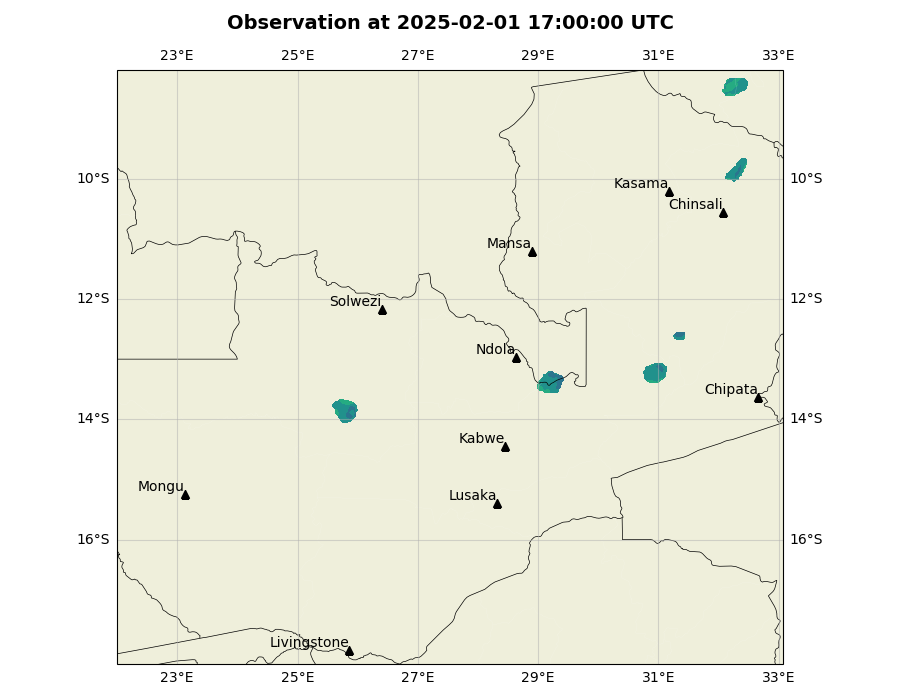 Observation at 2025-02-01 17:00:00 UTC
23°E 25°E 27°E 29°E 31°E 33°E
10°S 10°S
Kasama
Chinsali
Mansa
12°S 12°S
Solwezi
Ndola
Chipata
14°S 14°S
Kabwe
Mongu
Lusaka
16°S 16°S
Livingstone
23°E 25°E 27°E 29°E 31°E 33°E